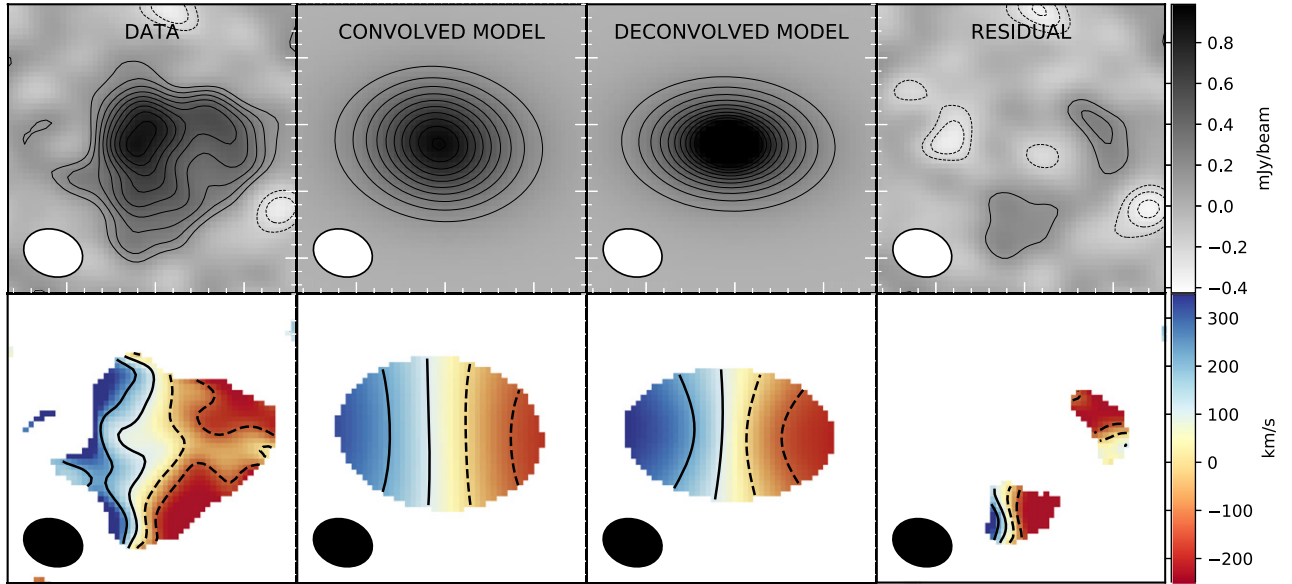 DATA
CONVOLVED MODEL
DECONVOLVED MODEL
RESIDUAL
0.8
0.6
0.4
0.2
0.0
−0.2
−0.4
mJy/beam
300
200
100
0
−100
−200
km/s